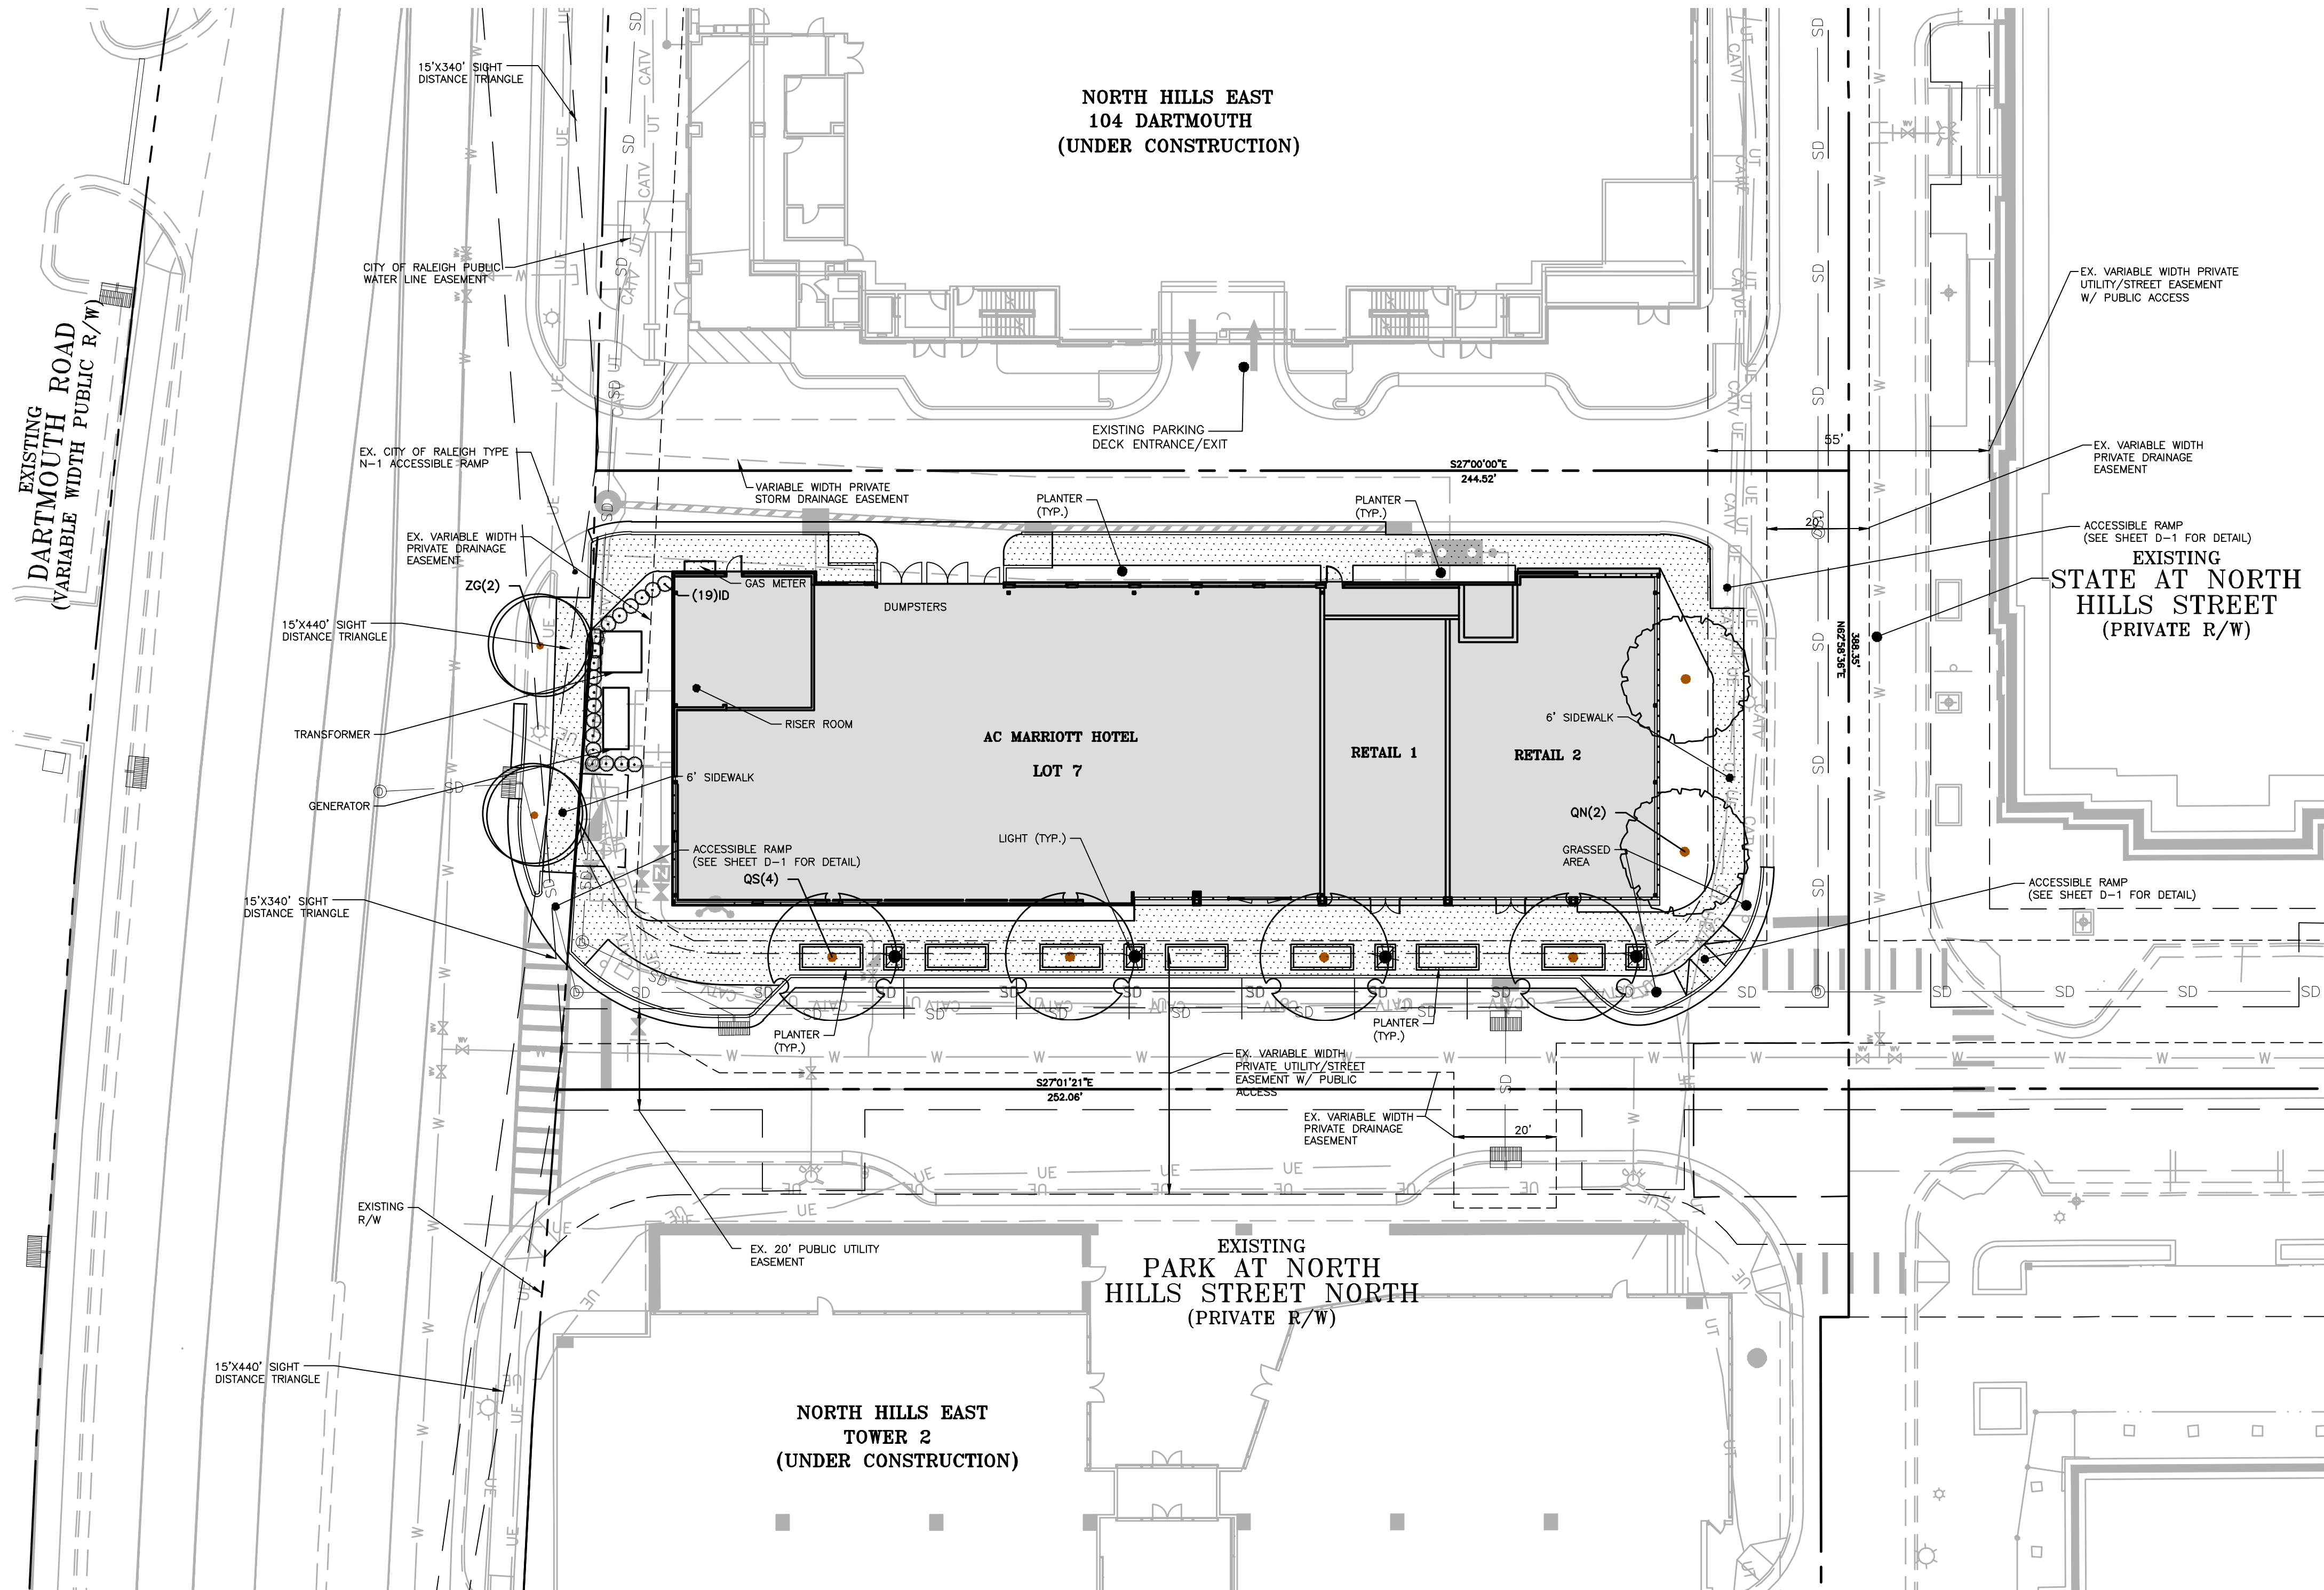 15'X340' SIGHT
DISTANCE TRIANGLE
NORTH HILLS EAST
104 DARTMOUTH
(UNDER CONSTRUCTION)
CITY OF RALEIGH PUBLIC
WATER LINE EASEMENT
EX. VARIABLE WIDTH PRIVATE
UTILITY/STREET EASEMENT
W/ PUBLIC ACCESS
EXISTING
DARTMOUTH ROAD
(VARIABLE WIDTH PUBLIC R/W)
EXISTING PARKING
DECK ENTRANCE/EXIT
55'
EX. VARIABLE WIDTH
PRIVATE DRAINAGE
EASEMENT
EX. CITY OF RALEIGH TYPE
N-1 ACCESSIBLE RAMP
S27°00'00"E
244.52'
VARIABLE WIDTH PRIVATE
STORM DRAINAGE EASEMENT
PLANTER
(TYP.)
PLANTER
(TYP.)
20'
ACCESSIBLE RAMP
(SEE SHEET D-1 FOR DETAIL)
EX. VARIABLE WIDTH
PRIVATE DRAINAGE
EASEMENT
EXISTING
STATE AT NORTH
HILLS STREET
(PRIVATE R/W)
ZG(2)
GAS METER
(19)ID
DUMPSTERS
15'X440' SIGHT
DISTANCE TRIANGLE
N62°58'36"E
388.35'
RISER ROOM
TRANSFORMER
6' SIDEWALK
AC MARRIOTT HOTEL
LOT 7
RETAIL 1
RETAIL 2
6' SIDEWALK
GENERATOR
QN(2)
LIGHT (TYP.)
ACCESSIBLE RAMP
(SEE SHEET D-1 FOR DETAIL)
GRASSED
AREA
QS(4)
ACCESSIBLE RAMP
(SEE SHEET D-1 FOR DETAIL)
15'X340' SIGHT
DISTANCE TRIANGLE
PLANTER
(TYP.)
PLANTER
(TYP.)
EX. VARIABLE WIDTH
PRIVATE UTILITY/STREET
EASEMENT W/ PUBLIC
ACCESS
S27°01'21"E
252.06'
EX. VARIABLE WIDTH
PRIVATE DRAINAGE
EASEMENT
20'
EXISTING
R/W
EX. 20' PUBLIC UTILITY
EASEMENT
EXISTING
PARK AT NORTH
HILLS STREET NORTH
(PRIVATE R/W)
15'X440' SIGHT
DISTANCE TRIANGLE
NORTH HILLS EAST
TOWER 2
(UNDER CONSTRUCTION)